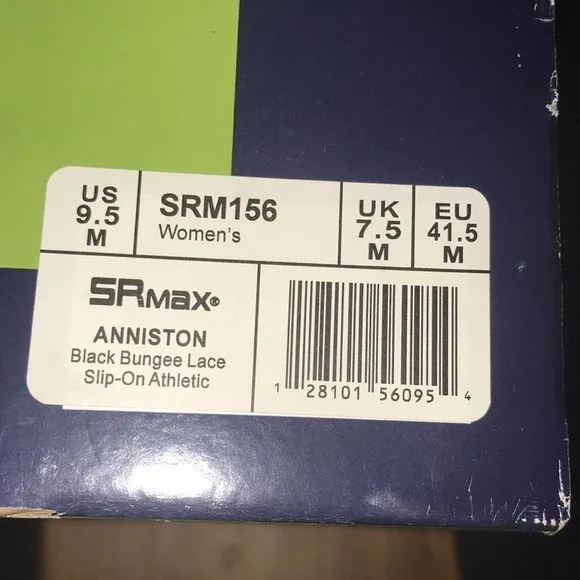 US
9.5
M
SRM156
Women's
UK
7.5
M
EU
41.5
M
SRMAX®
ANNISTON
Black Bungee Lace
Slip-On Athletic
1 28101 56095 4